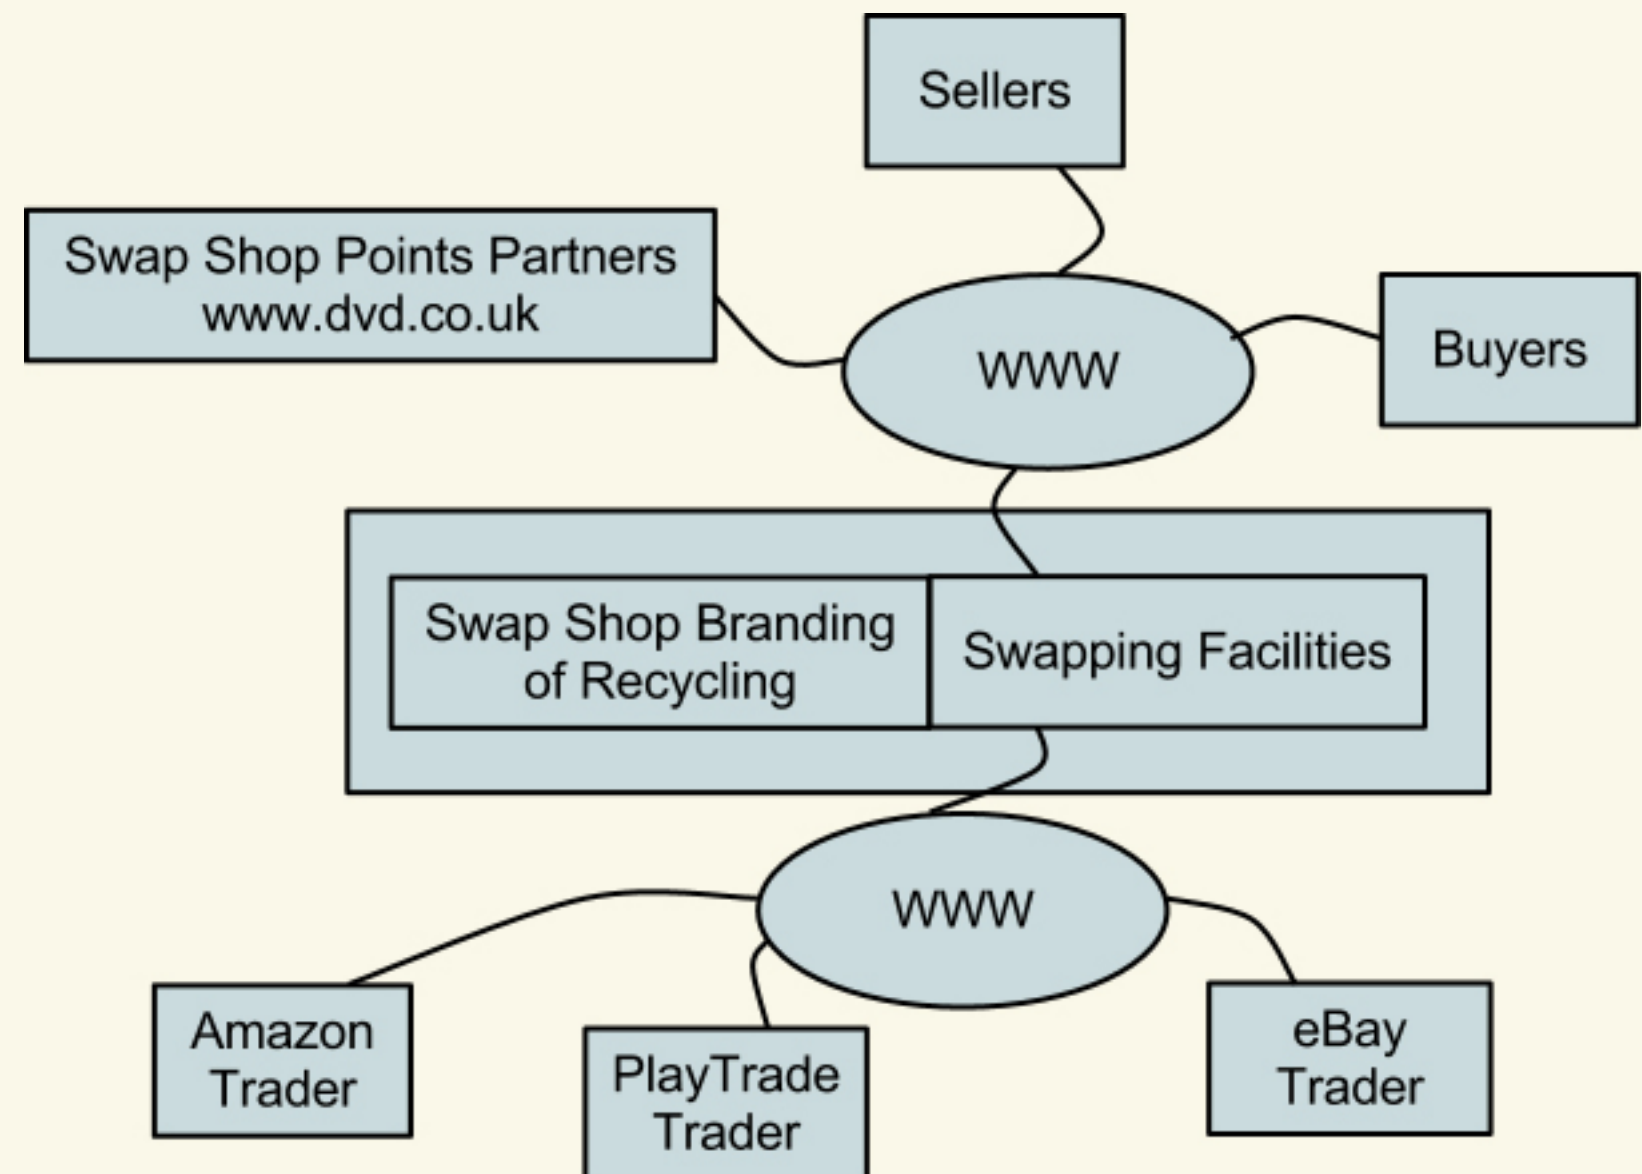 Sellers
Swap Shop Points Partners
www.dvd.co.uk
Buyers
WWW
Swap Shop Branding
of Recycling
Swapping Facilities
WWW
Amazon
Trader
PlayTrade
Trader
eBay
Trader